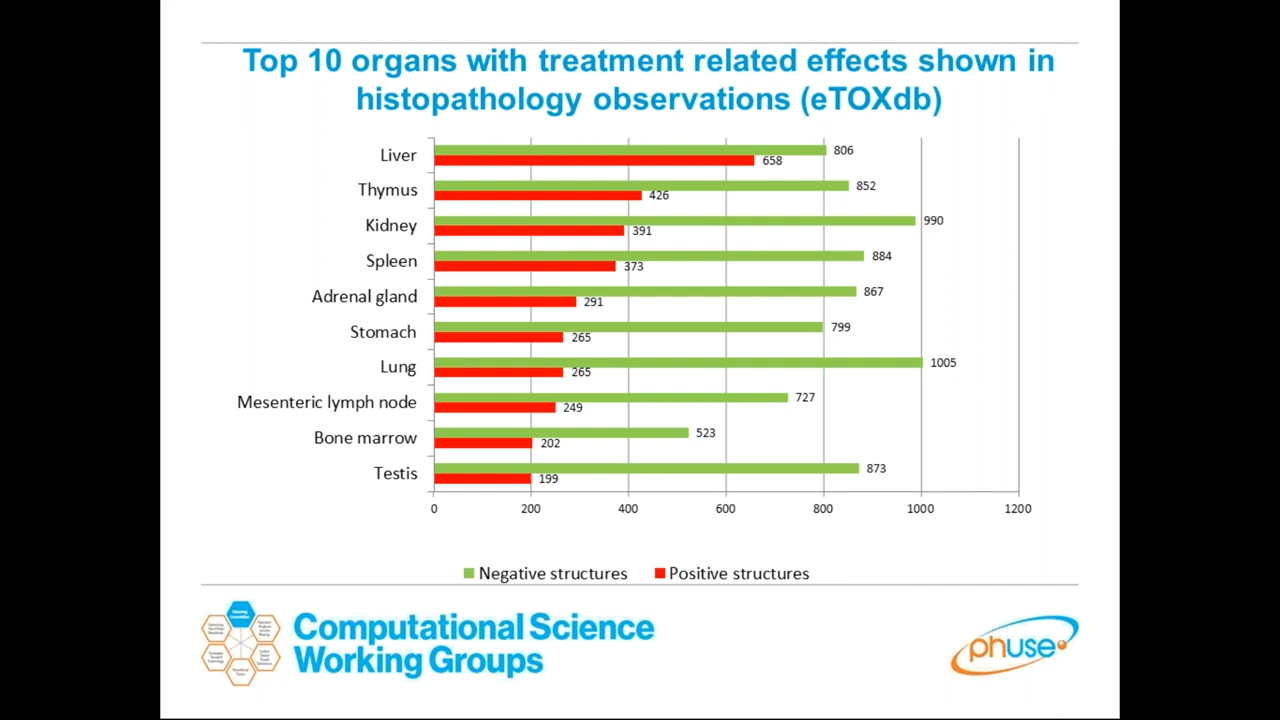 Top 10 organs with treatment related effects shown in
histopathology observations (eTOXdb)
Liver
806
658
Thymus
852
426
Kidney
990
391
Spleen
884
373
Adrenal gland
867
291
Stomach
799
265
Lung
1005
265
Mesenteric lymph node
727
249
Bone marrow
523
202
Testis
873
199
0 200 400 600 800 1000 1200
Negative structures Positive structures
Computational Science
Working Groups
phuse